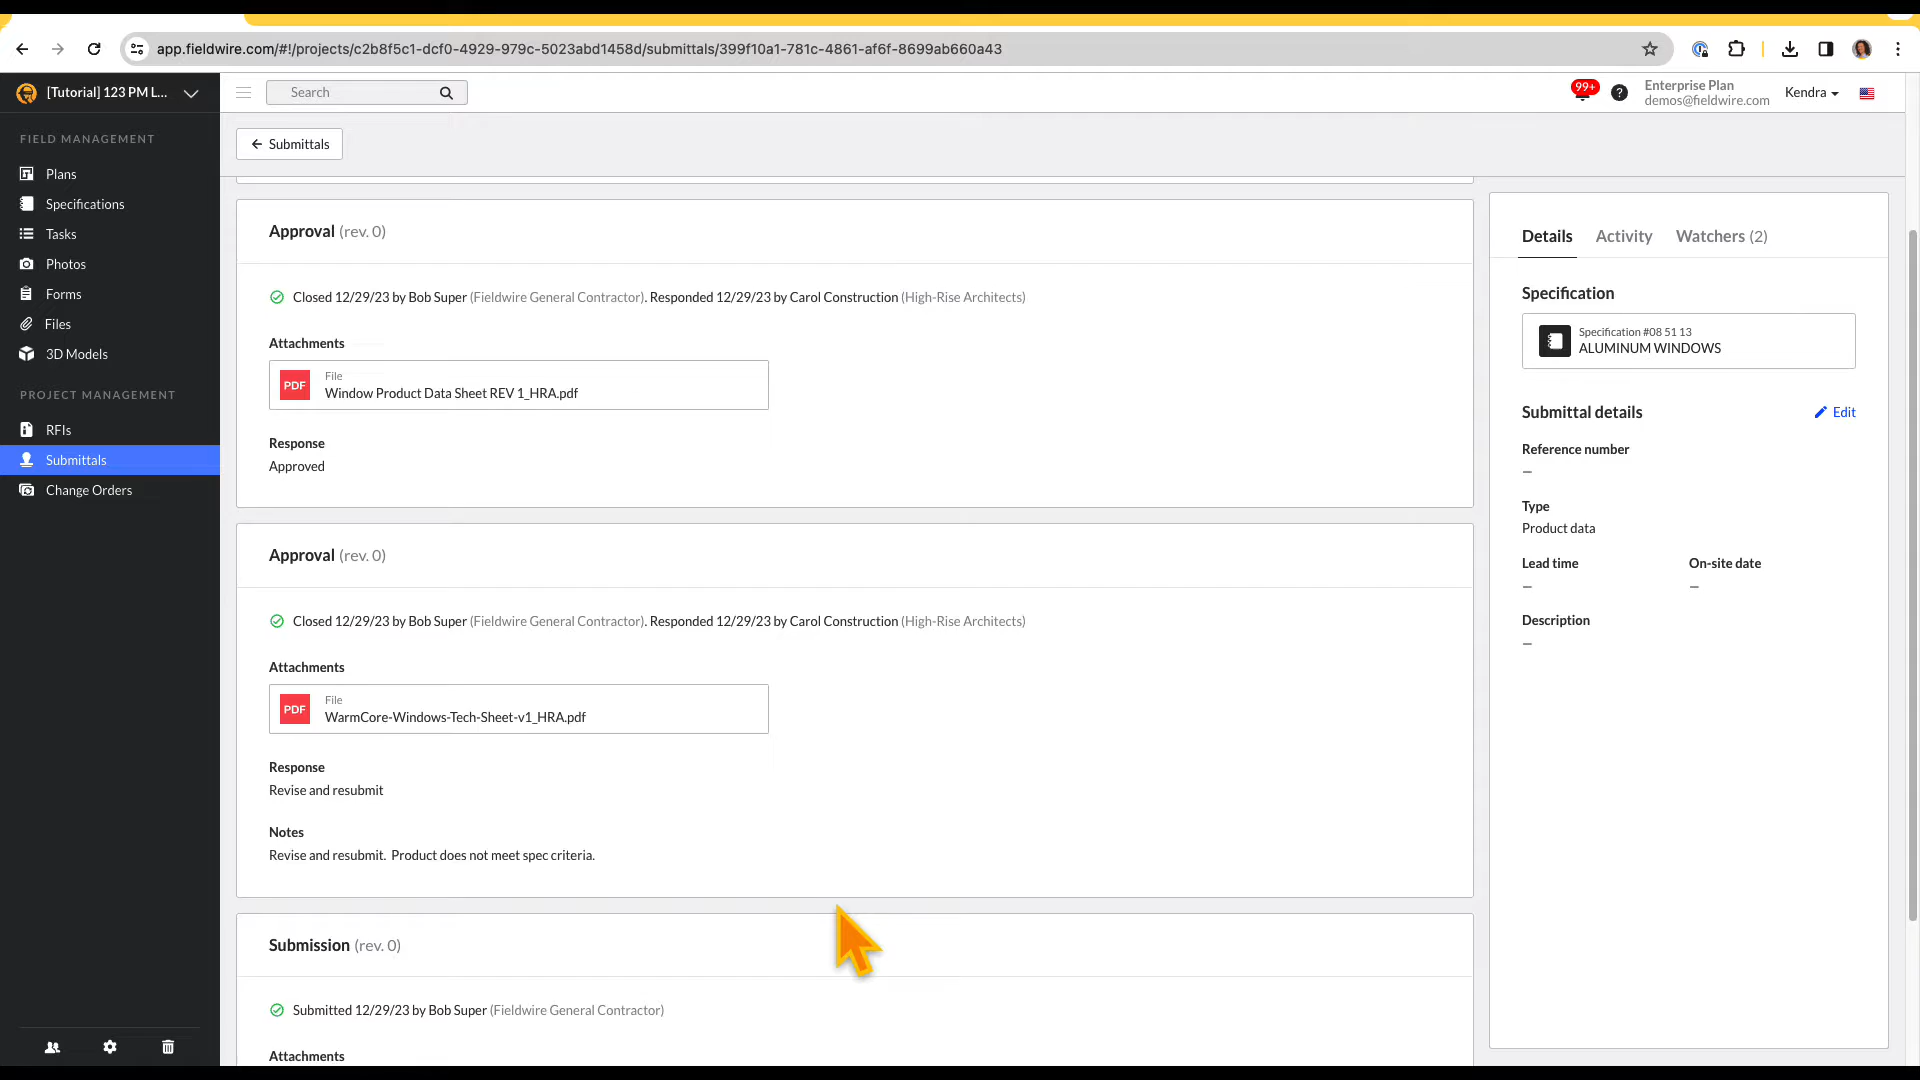 app.fieldwire.com/#!/projects/c2b8f5c1-dcf0-4929-979c-5023abd1458d/submittals/399f10a1-781c-4861-af6f-8699ab660a43
[Tutorial] 123 PM L...
Search
99+
Enterprise Plan
demos@fieldwire.com
Kendra
FIELD MANAGEMENT
Plans
Specifications
Tasks
Photos
Forms
Files
3D Models
PROJECT MANAGEMENT
RFIs
Submittals
Change Orders
Submittals
Approval (rev. 0)
Closed 12/29/23 by Bob Super (Fieldwire General Contractor). Responded 12/29/23 by Carol Construction (High-Rise Architects)
Attachments
PDF
File
Window Product Data Sheet REV 1_HRA.pdf
Response
Approved
Approval (rev. 0)
Closed 12/29/23 by Bob Super (Fieldwire General Contractor). Responded 12/29/23 by Carol Construction (High-Rise Architects)
Attachments
PDF
File
WarmCore-Windows-Tech-Sheet-v1_HRA.pdf
Response
Revise and resubmit
Notes
Revise and resubmit. Product does not meet spec criteria.
Submission (rev. 0)
Submitted 12/29/23 by Bob Super (Fieldwire General Contractor)
Attachments
Details Activity Watchers (2)
Specification
Specification #08 51 13
ALUMINUM WINDOWS
Submittal details
Edit
Reference number
—
Type
Product data
Lead time On-site date
— —
Description
—